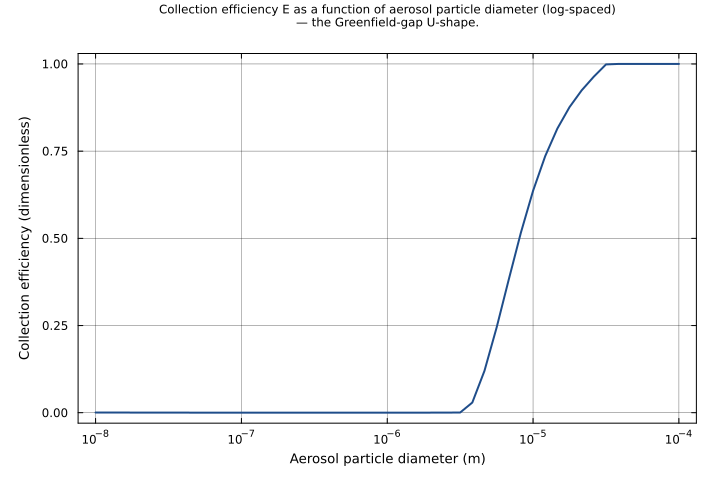 Collection efficiency E as a function of aerosol particle diameter (log-spaced)
— the Greenfield-gap U-shape.
Collection efficiency (dimensionless)
1.00
0.75
0.50
0.25
0.00
10⁻⁸
10⁻⁷
10⁻⁶
10⁻⁵
10⁻⁴
Aerosol particle diameter (m)